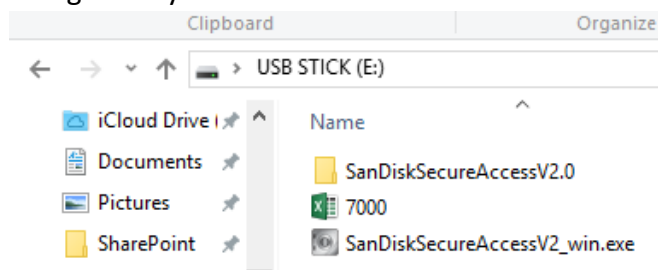 Clipboard Organize
USB STICK (E:)
iCloud Drive (
Name
Documents
SanDiskSecureAccessV2.0
Pictures
7000
SharePoint
SanDiskSecureAccessV2_win.exe